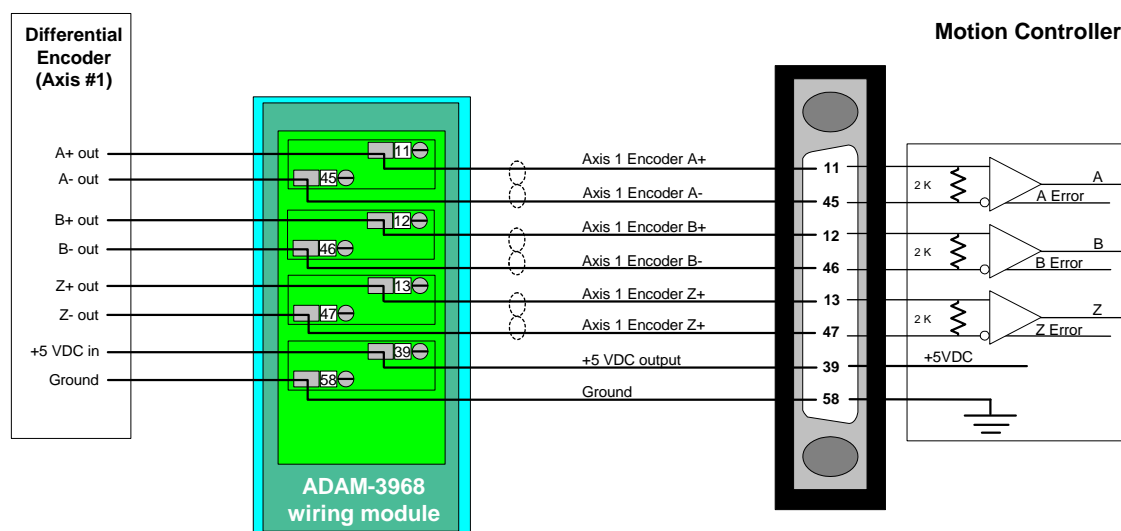 Differential
Encoder
(Axis #1)
Motion Controller
A+ out
A- out
B+ out
B- out
Z+ out
Z- out
+5 VDC in
Ground
11
45
12
46
13
47
39
58
ADAM-3968
wiring module
Axis 1 Encoder A+
Axis 1 Encoder A-
Axis 1 Encoder B+
Axis 1 Encoder B-
Axis 1 Encoder Z+
Axis 1 Encoder Z+
+5 VDC output
Ground
11
45
12
46
13
47
39
58
2 K
A
A Error
2 K
B
B Error
2 K
Z
Z Error
+5VDC